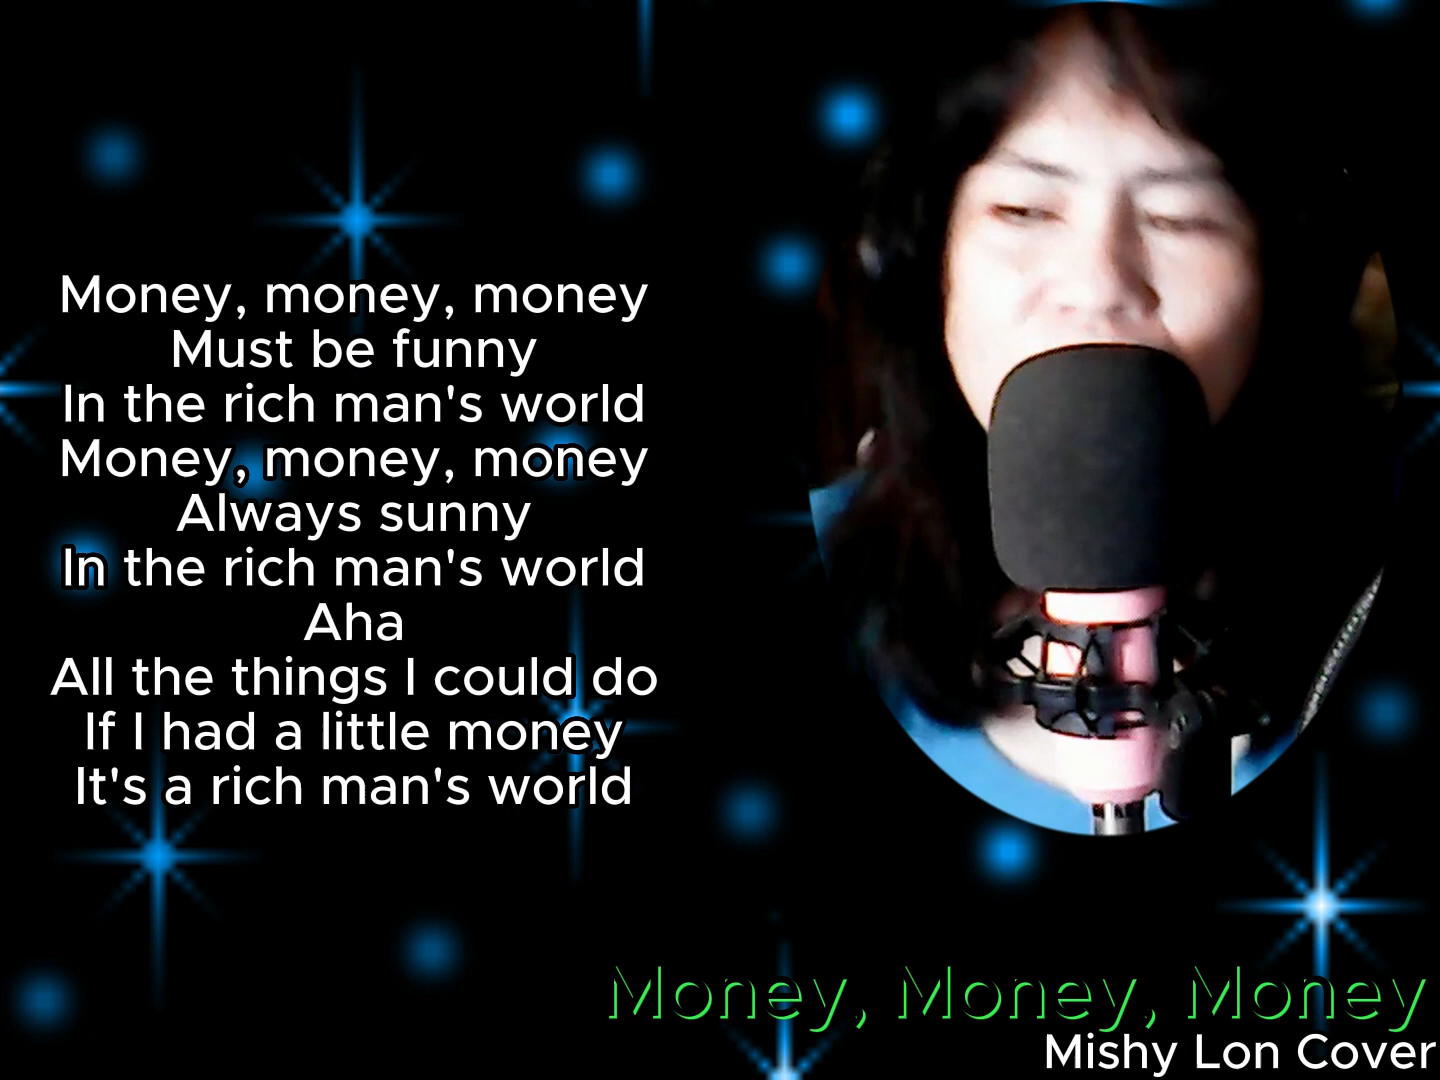 Money, money, money
Must be funny
In the rich man's world
Money, money, money
Always sunny
In the rich man's world
Aha
All the things I could do
If I had a little money
It's a rich man's world
Money, Money, Money
Mishy Lon Cover